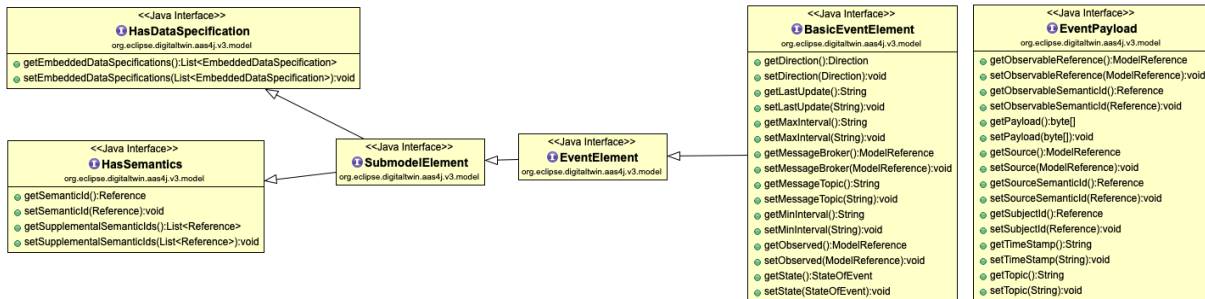 <<Java Interface>>
HasDataSpecification
org.eclipse.digitaltwin.aas4j.v3.model
getEmbeddedDataSpecifications():List<EmbeddedDataSpecification>
setEmbeddedDataSpecifications(List<EmbeddedDataSpecification>):void
<<Java Interface>>
HasSemantics
org.eclipse.digitaltwin.aas4j.v3.model
getSemanticId():Reference
setSemanticId(Reference):void
getSupplementalSemanticIds():List<Reference>
setSupplementalSemanticIds(List<Reference>):void
<<Java Interface>>
SubmodelElement
org.eclipse.digitaltwin.aas4j.v3.model
<<Java Interface>>
EventElement
org.eclipse.digitaltwin.aas4j.v3.model
<<Java Interface>>
BasicEventElement
org.eclipse.digitaltwin.aas4j.v3.model
getDirection():Direction
setDirection(Direction):void
getLastUpdate():String
setLastUpdate(String):void
getMaxInterval():String
setMaxInterval(String):void
getMessageBroker():ModelReference
setMessageBroker(ModelReference):void
getMessageTopic():String
setMessageTopic(String):void
getMinInterval():String
setMinInterval(String):void
getObserved():ModelReference
setObserved(ModelReference):void
getState():StateOfEvent
setState(StateOfEvent):void
<<Java Interface>>
EventPayload
org.eclipse.digitaltwin.aas4j.v3.model
getObservableReference():ModelReference
setObservableReference(ModelReference):void
getObservableSemanticId():Reference
setObservableSemanticId(Reference):void
getPayload():byte[]
setPayload(byte[]):void
getSource():ModelReference
setSource(ModelReference):void
getSourceSemanticId():Reference
setSourceSemanticId(Reference):void
getSubjectId():Reference
setSubjectId(Reference):void
getTimeStamp():String
setTimeStamp(String):void
getTopic():String
setTopic(String):void